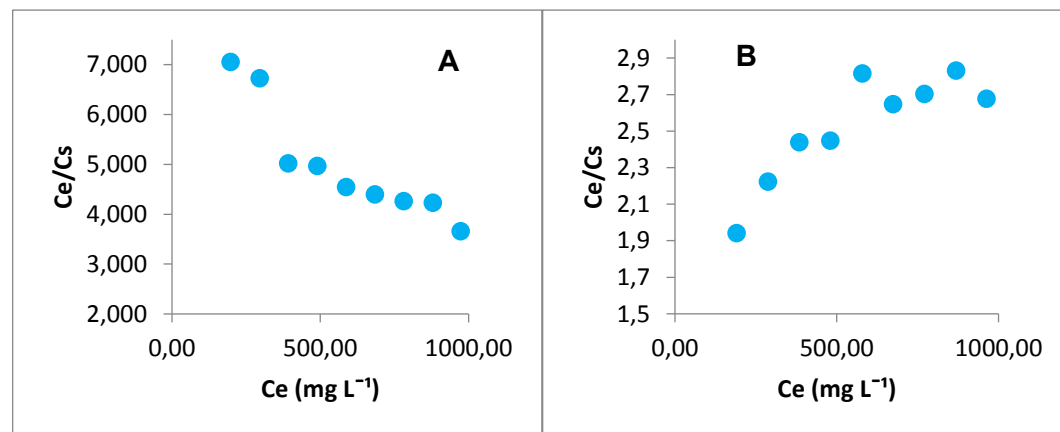 A
7,000
6,000
5,000
4,000
3,000
2,000
Ce/Cs
0,00 500,00 1000,00
Ce (mg L⁻¹)
B
2,9
2,7
2,5
2,3
2,1
1,9
1,7
1,5
Ce/Cs
0,00 500,00 1000,00
Ce (mg L⁻¹)